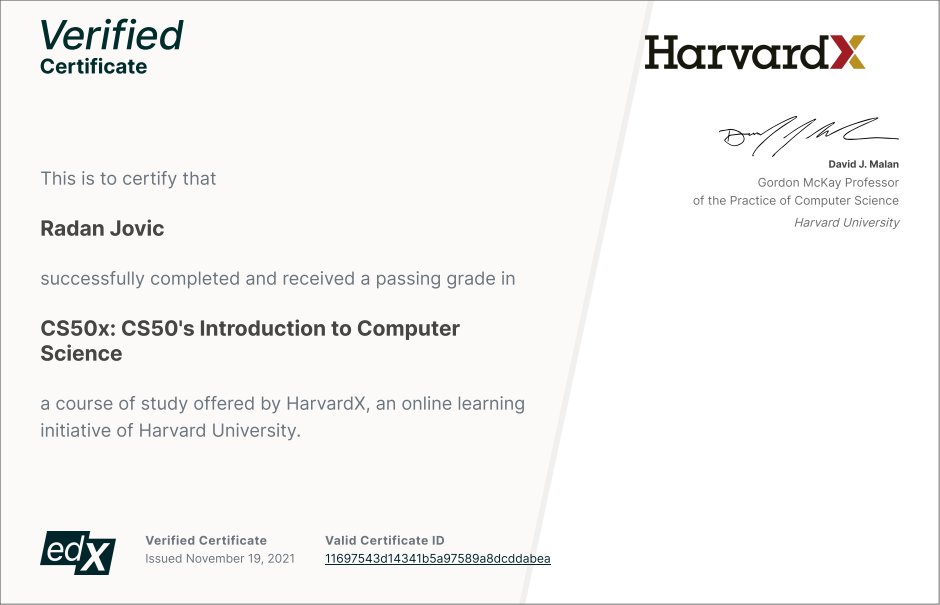 Verified
Certificate
HarvardX
David J. Malan
Gordon McKay Professor
of the Practice of Computer Science
Harvard University
This is to certify that
Radan Jovic
successfully completed and received a passing grade in
CS50x: CS50's Introduction to Computer
Science
a course of study offered by HarvardX, an online learning
initiative of Harvard University.
edX
Verified Certificate
Issued November 19, 2021
Valid Certificate ID
11697543d14341b5a97589a8dcddabea